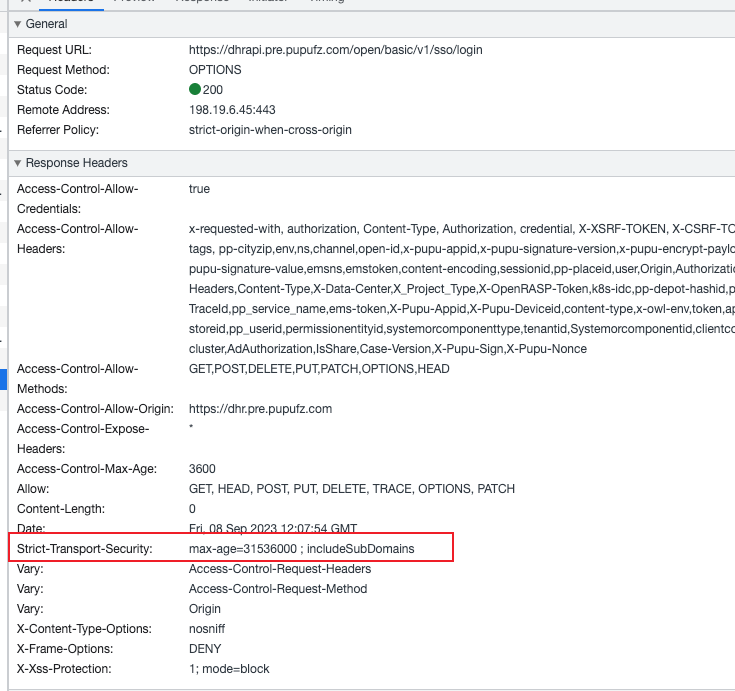 Headers Preview Response Initiator Timing
General
Request URL: https://dhrapi.pre.pupufz.com/open/basic/v1/sso/login
Request Method: OPTIONS
Status Code: 200
Remote Address: 198.19.6.45:443
Referrer Policy: strict-origin-when-cross-origin
Response Headers
Access-Control-Allow- true
Credentials:
Access-Control-Allow- x-requested-with, authorization, Content-Type, Authorization, credential, X-XSRF-TOKEN, X-CSRF-TO
Headers: tags, pp-cityzip,env,ns,channel,open-id,x-pupu-appid,x-pupu-signature-version,x-pupu-encrypt-paylo
pupu-signature-value,emsns,emstoken,content-encoding,sessionid,pp-placeid,user,Origin,Authorizatio
Headers,Content-Type,X-Data-Center,X_Project_Type,X-OpenRASP-Token,k8s-idc,pp-depot-hashid,p
TraceId,pp_service_name,ems-token,X-Pupu-Appid,X-Pupu-Deviceid,content-type,x-owl-env,token,ap
storeid,pp_userid,permissionentityid,systemorcomponenttype,tenantid,Systemorcomponentid,clientco
cluster,AdAuthorization,IsShare,Case-Version,X-Pupu-Sign,X-Pupu-Nonce
Access-Control-Allow- GET,POST,DELETE,PUT,PATCH,OPTIONS,HEAD
Methods:
Access-Control-Allow-Origin: https://dhr.pre.pupufz.com
Access-Control-Expose- *
Headers:
Access-Control-Max-Age: 3600
Allow: GET, HEAD, POST, PUT, DELETE, TRACE, OPTIONS, PATCH
Content-Length: 0
Date: Fri, 08 Sep 2023 12:07:54 GMT
Strict-Transport-Security: max-age=31536000 ; includeSubDomains
Vary: Access-Control-Request-Headers
Vary: Access-Control-Request-Method
Vary: Origin
X-Content-Type-Options: nosniff
X-Frame-Options: DENY
X-Xss-Protection: 1; mode=block